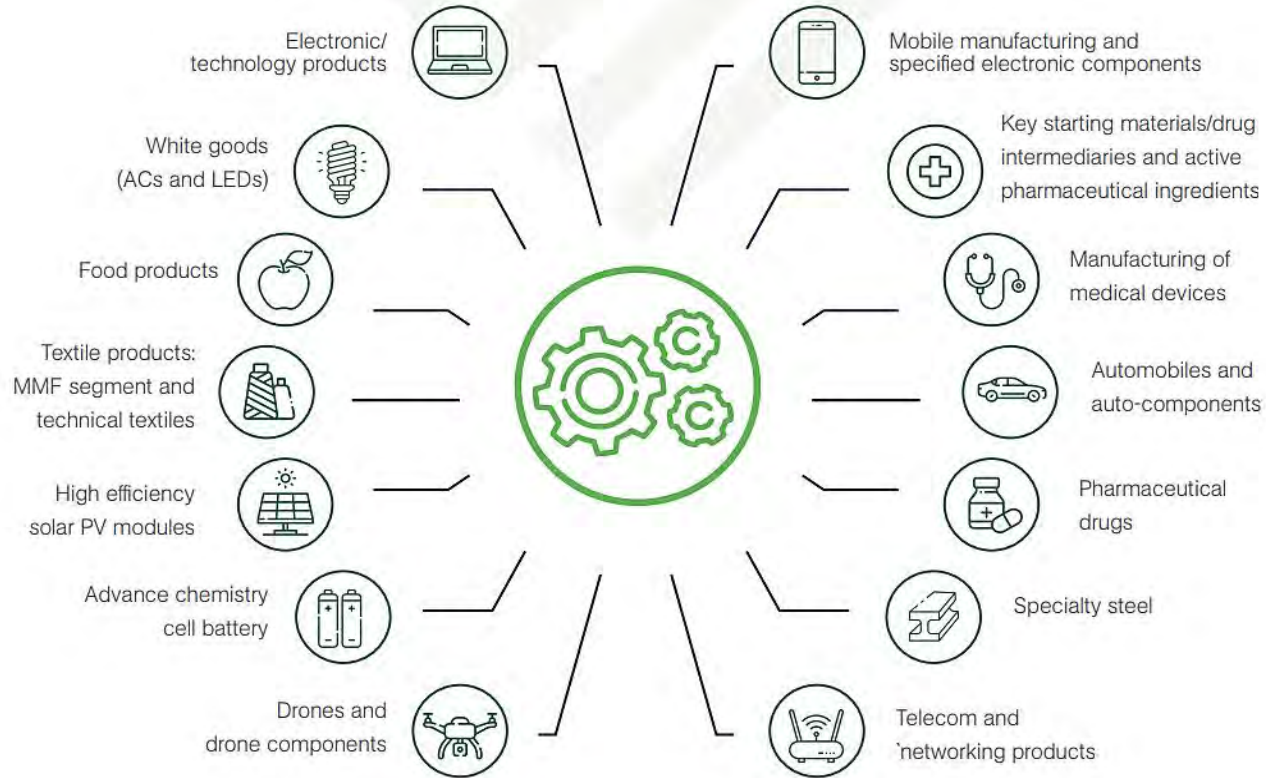 Electronic/
technology products
White goods
(ACs and LEDs)
Food products
Textile products:
MMF segment and
technical textiles
High efficiency
solar PV modules
Advance chemistry
cell battery
Drones and
drone components
Mobile manufacturing and
specified electronic components
Key starting materials/drug
intermediaries and active
pharmaceutical ingredients
Manufacturing of
medical devices
Automobiles and
auto-components
Pharmaceutical
drugs
Specialty steel
Telecom and
`networking products